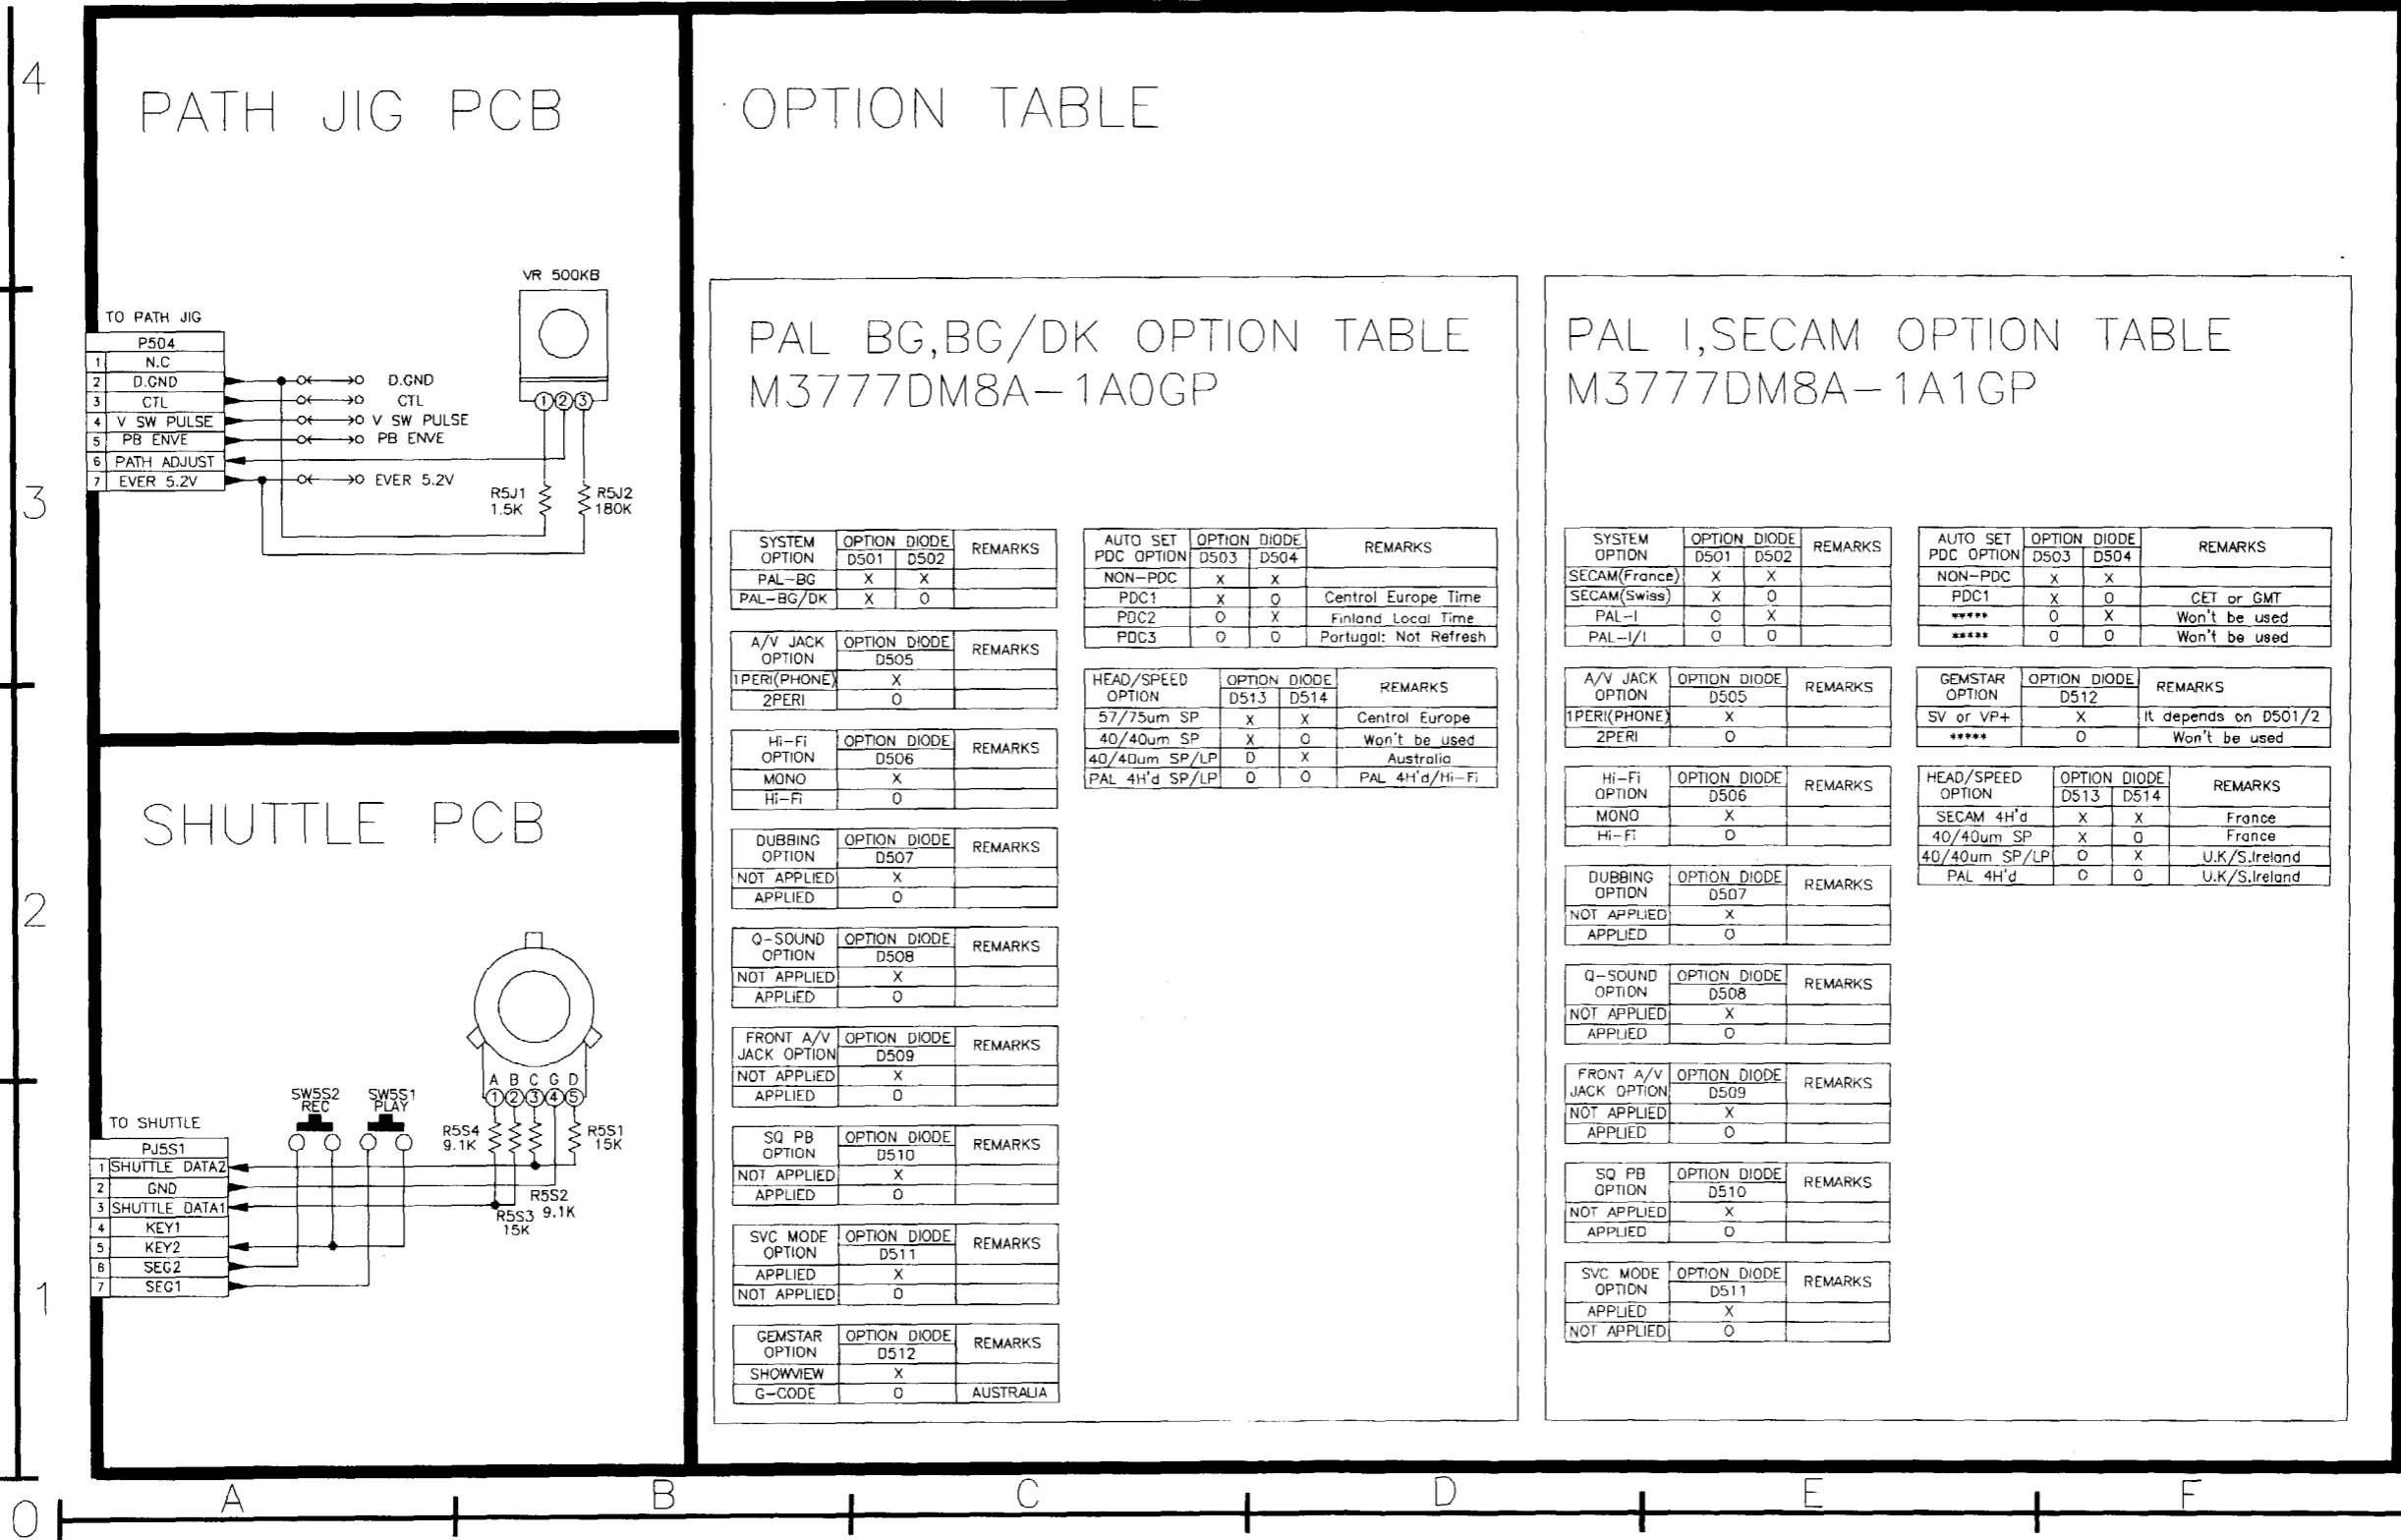 4
3
2
1
0
A
B
C
D
E
F
PATH JIG PCB
VR 500KB
TO PATH JIG
P504
1 N.C
2 D.GND
3 CTL
4 V SW PULSE
5 PB ENVE
6 PATH ADJUST
7 EVER 5.2V
D.GND
CTL
V SW PULSE
PB ENVE
EVER 5.2V
1 2 3
R5J1
1.5K
R5J2
180K
SHUTTLE PCB
A B C G D
1 2 3 4 5
SW5S2
REC
SW5S1
PLAY
R5S4
9.1K
R5S1
15K
R5S2
9.1K
R5S3
15K
TO SHUTTLE
PJ5S1
1 SHUTTLE DATA2
2 GND
3 SHUTTLE DATA1
4 KEY1
5 KEY2
6 SEG2
7 SEG1
OPTION TABLE
PAL BG,BG/DK OPTION TABLE
M3777DM8A-1A0GP
SYSTEM OPTION OPTION DIODE REMARKS
D501 D502
PAL-BG X X
PAL-BG/DK X O
A/V JACK OPTION OPTION DIODE REMARKS
D505
1PERI(PHONE) X
2PERI O
Hi-Fi OPTION OPTION DIODE REMARKS
D506
MONO X
Hi-Fi O
DUBBING OPTION OPTION DIODE REMARKS
D507
NOT APPLIED X
APPLIED O
Q-SOUND OPTION OPTION DIODE REMARKS
D508
NOT APPLIED X
APPLIED O
FRONT A/V JACK OPTION OPTION DIODE REMARKS
D509
NOT APPLIED X
APPLIED O
SQ PB OPTION OPTION DIODE REMARKS
D510
NOT APPLIED X
APPLIED O
SVC MODE OPTION OPTION DIODE REMARKS
D511
APPLIED X
NOT APPLIED O
GEMSTAR OPTION OPTION DIODE REMARKS
D512
SHOWVIEW X
G-CODE O AUSTRALIA
AUTO SET PDC OPTION OPTION DIODE REMARKS
D503 D504
NON-PDC X X
PDC1 X O Central Europe Time
PDC2 O X Finland Local Time
PDC3 O O Portugal: Not Refresh
HEAD/SPEED OPTION OPTION DIODE REMARKS
D513 D514
57/75um SP X X Central Europe
40/40um SP X O Won't be used
40/40um SP/LP O X Australia
PAL 4H'd SP/LP O O PAL 4H'd/Hi-Fi
PAL I,SECAM OPTION TABLE
M3777DM8A-1A1GP
SYSTEM OPTION OPTION DIODE REMARKS
D501 D502
SECAM(France) X X
SECAM(Swiss) X O
PAL-I O X
PAL-I/I O O
A/V JACK OPTION OPTION DIODE REMARKS
D505
1PERI(PHONE) X
2PERI O
Hi-Fi OPTION OPTION DIODE REMARKS
D506
MONO X
Hi-Fi O
DUBBING OPTION OPTION DIODE REMARKS
D507
NOT APPLIED X
APPLIED O
Q-SOUND OPTION OPTION DIODE REMARKS
D508
NOT APPLIED X
APPLIED O
FRONT A/V JACK OPTION OPTION DIODE REMARKS
D509
NOT APPLIED X
APPLIED O
SQ PB OPTION OPTION DIODE REMARKS
D510
NOT APPLIED X
APPLIED O
SVC MODE OPTION OPTION DIODE REMARKS
D511
APPLIED X
NOT APPLIED O
AUTO SET PDC OPTION OPTION DIODE REMARKS
D503 D504
NON-PDC X X
PDC1 X O CET or GMT
***** O X Won't be used
***** O O Won't be used
GEMSTAR OPTION OPTION DIODE REMARKS
D512
SV or VP+ X It depends on D501/2
***** O Won't be used
HEAD/SPEED OPTION OPTION DIODE REMARKS
D513 D514
SECAM 4H'd X X France
40/40um SP X O France
40/40um SP/LP O X U.K/S.Ireland
PAL 4H'd O O U.K/S.Ireland